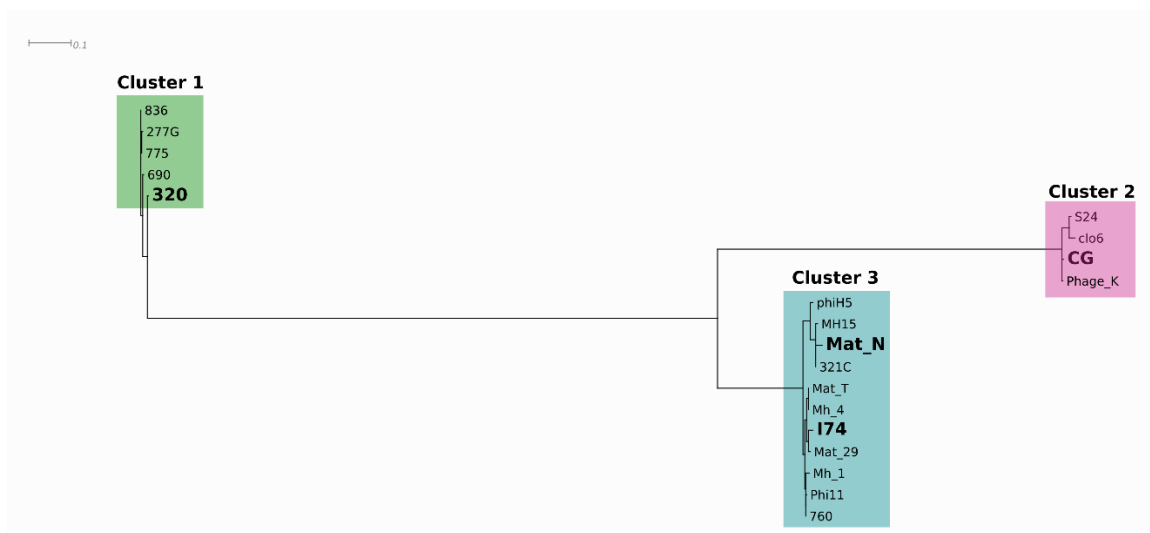 0.1
Cluster 1
836
277G
775
690
320
Cluster 2
S24
clo6
CG
Phage_K
Cluster 3
phiH5
MH15
Mat_N
321C
Mat_T
Mh_4
I74
Mat_29
Mh_1
Phi11
760